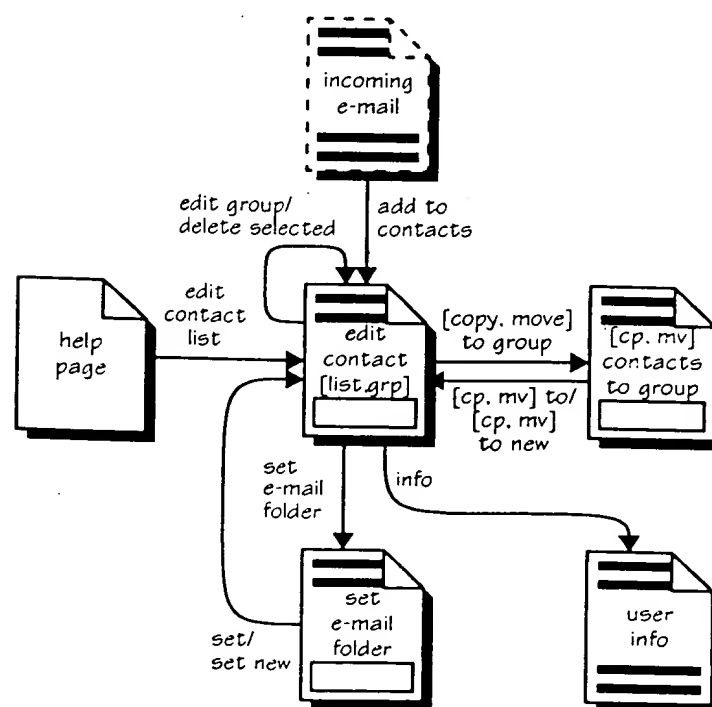 incoming
e-mail
edit group/
delete selected
add to
contacts
help
page
edit
contact
list
edit
contact
[list.grp]
[copy. move]
to group
[cp. mv]
contacts
to group
[cp. mv] to/
[cp. mv]
to new
set
e-mail
folder
info
set/
set new
set
e-mail
folder
user
info